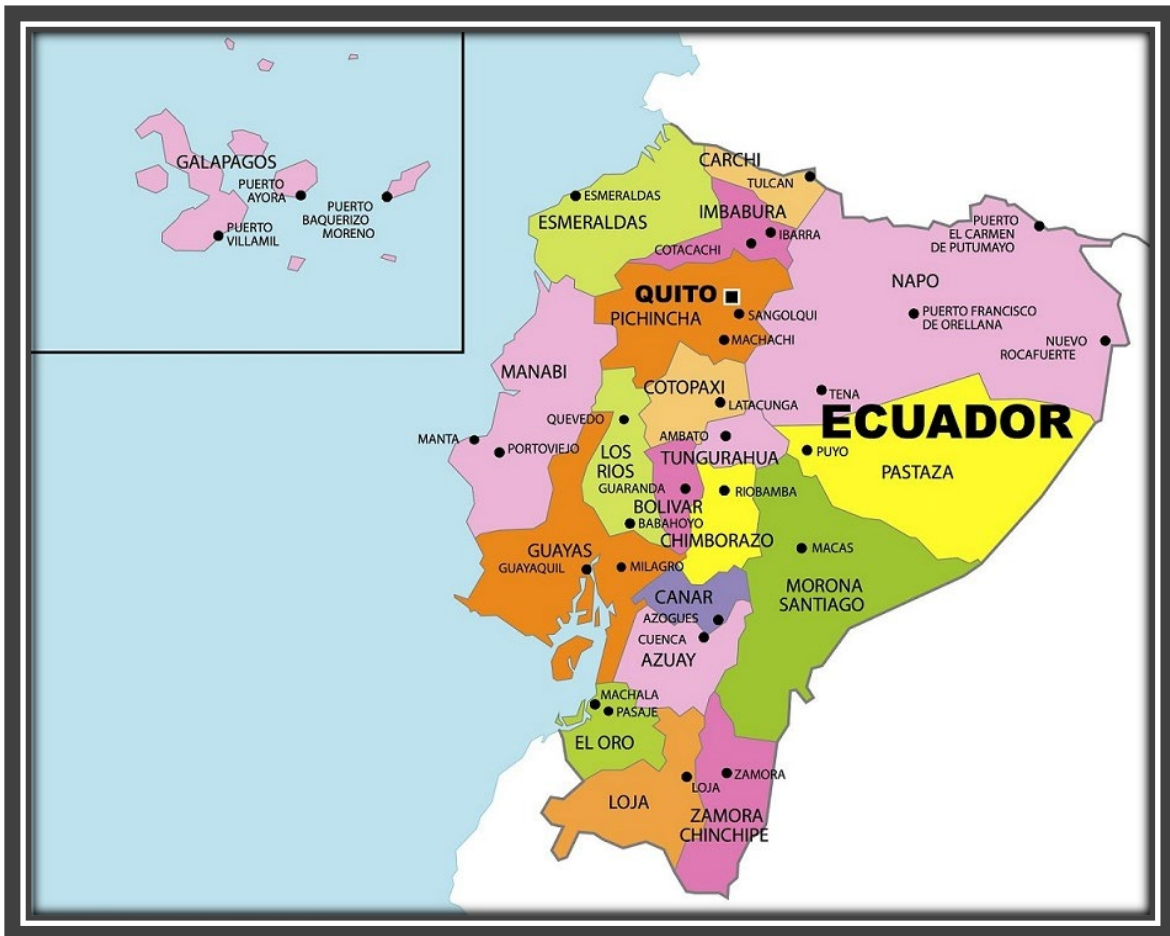 GALAPAGOS
PUERTO
AYORA
PUERTO
BAQUERIZO
MORENO
PUERTO
VILLAMIL
CARCHI
TULCAN
ESMERALDAS
ESMERALDAS
IMBABURA
IBARRA
COTACACHI
PUERTO
EL CARMEN
DE PUTUMAYO
NAPO
QUITO
PICHINCHA
SANGOLQUI
MACHACHI
PUERTO FRANCISCO
DE ORELLANA
NUEVO
ROCAFUERTE
MANABI
COTOPAXI
LATACUNGA
TENA
ECUADOR
QUEVEDO
MANTA
PORTOVIEJO
AMBATO
TUNGURAHUA
PUYO
PASTAZA
LOS
RIOS
GUARANDA
RIOBAMBA
BOLIVAR
BABAHOYO
CHIMBORAZO
MACAS
GUAYAS
GUAYAQUIL
MILAGRO
MORONA
SANTIAGO
CANAR
AZOGUES
CUENCA
AZUAY
MACHALA
PASAJE
EL ORO
ZAMORA
LOJA
LOJA
ZAMORA
CHINCHIPE